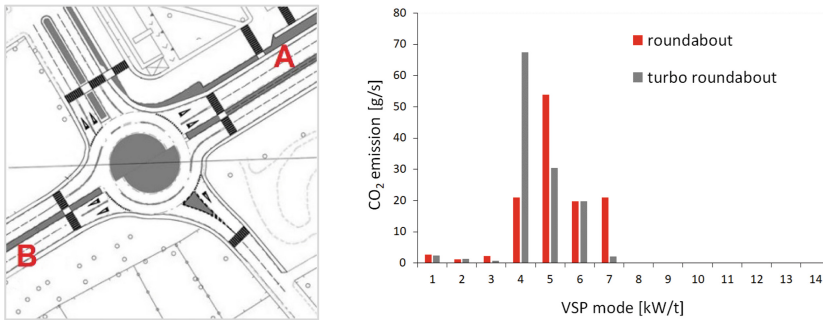 A
B
80
70
60
50
40
30
20
10
0
CO₂ emission [g/s]
roundabout
turbo roundabout
1 2 3 4 5 6 7 8 9 10 11 12 13 14
VSP mode [kW/t]